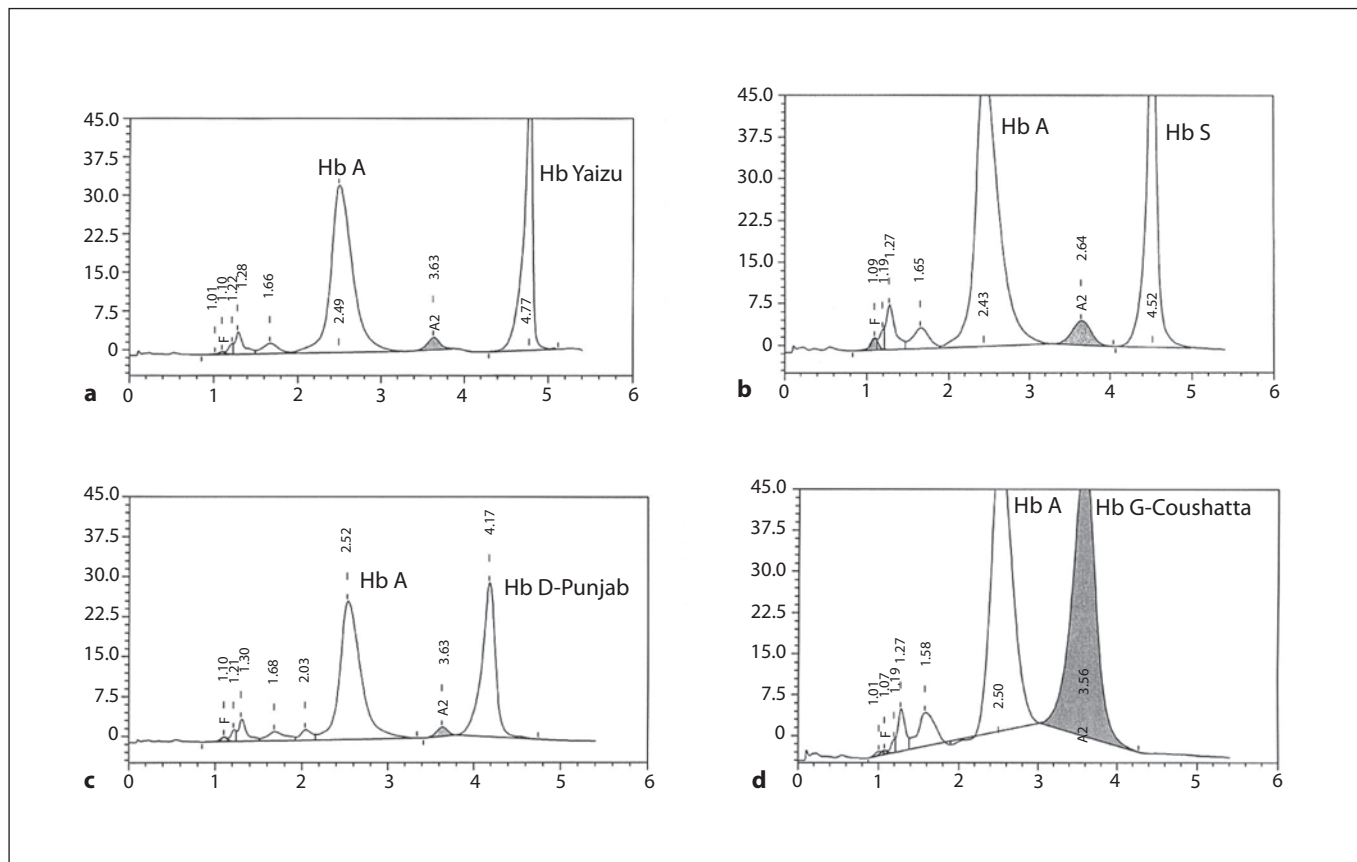 45.0
37.5
30.0
22.5
15.0
7.5
0
1.01
1.10
F
1.22
1.28
1.66
Hb A
2.49
3.63
A2
Hb Yaizu
4.77
0 1 2 3 4 5 6
a
45.0
37.5
30.0
22.5
15.0
7.5
0
1.09
F
1.19
1.27
1.65
Hb A
2.43
2.64
A2
Hb S
4.52
0 1 2 3 4 5 6
b
45.0
37.5
30.0
22.5
15.0
7.5
0
1.10
F
1.21
1.30
1.68
2.03
2.52
Hb A
3.63
A2
4.17
Hb D-Punjab
0 1 2 3 4 5 6
c
45.0
37.5
30.0
22.5
15.0
7.5
0
1.01
1.07
F
1.19
1.27
1.58
Hb A
2.50
Hb G-Coushatta
3.56
A2
0 1 2 3 4 5 6
d